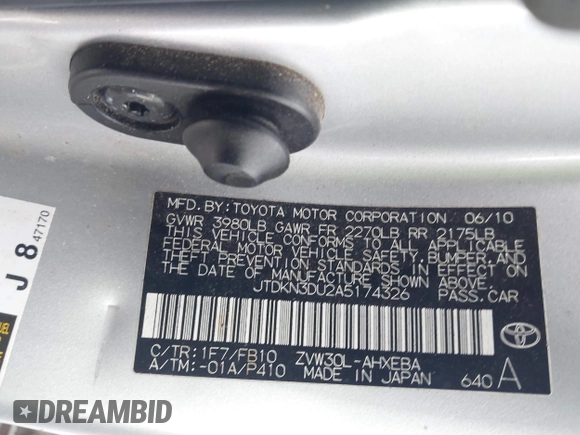 MFD. BY: TOYOTA MOTOR CORPORATION 06/10
GVWR 3980LB GAWR FR 2270LB RR 2175LB
THIS VEHICLE CONFORMS TO ALL APPLICABLE
FEDERAL MOTOR VEHICLE SAFETY, BUMPER, AND
THEFT PREVENTION STANDARDS IN EFFECT ON THE
DATE OF MANUFACTURE SHOWN ABOVE.
JTDKN3DU2A5174326 PASS.CAR
C/TR: 1F7/FB10 ZVW30L-AHXEBA
A/TM: -01A/P410 MADE IN JAPAN 640 A
TOYOTA
J 8
47170
DREAMBID